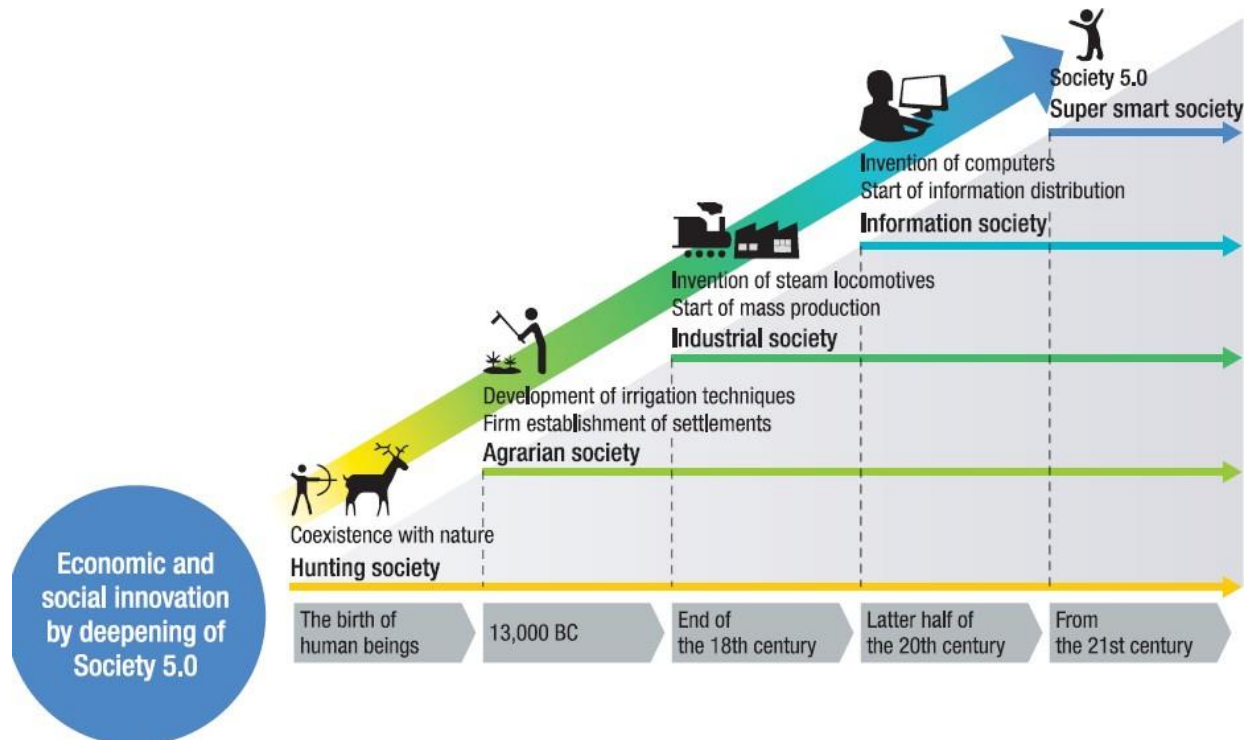 Society 5.0
Super smart society
Invention of computers
Start of information distribution
Information society
Invention of steam locomotives
Start of mass production
Industrial society
Development of irrigation techniques
Firm establishment of settlements
Agrarian society
Coexistence with nature
Hunting society
Economic and
social innovation
by deepening of
Society 5.0
The birth of
human beings
13,000 BC
End of
the 18th century
Latter half of
the 20th century
From
the 21st century